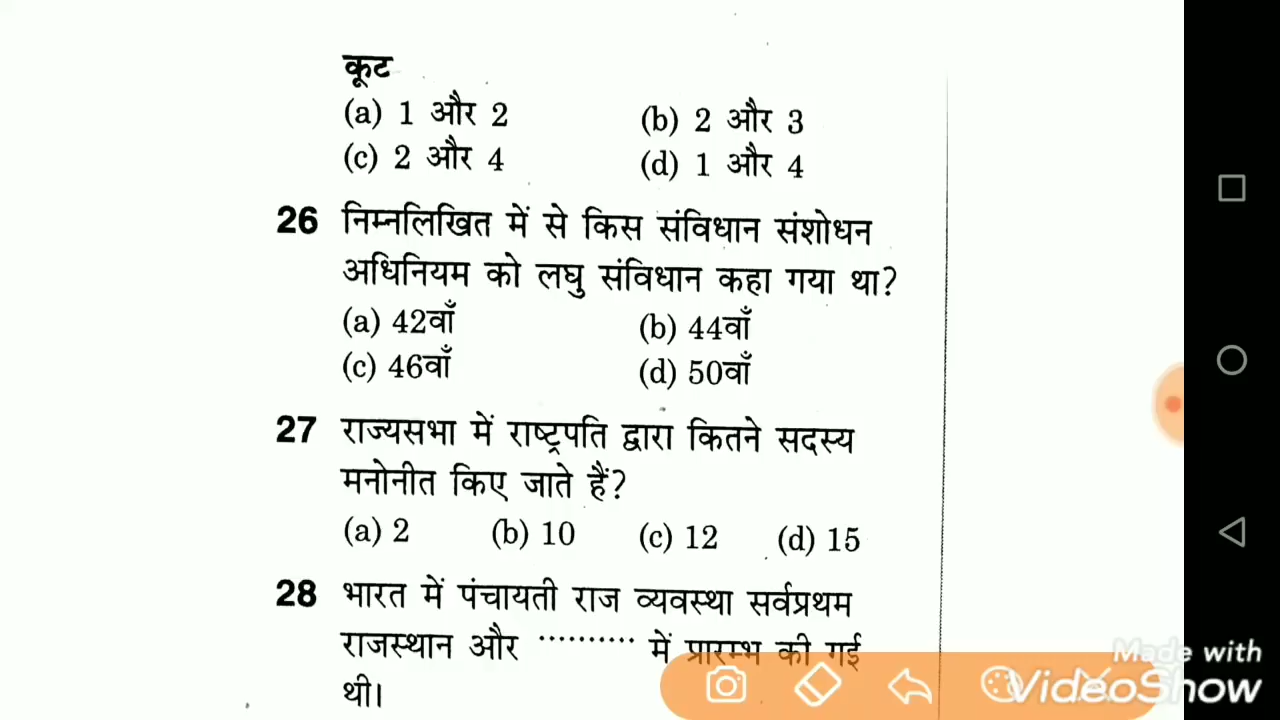 कूट
(a) 1 और 2 (b) 2 और 3
(c) 2 और 4 (d) 1 और 4
26 निम्नलिखित में से किस संविधान संशोधन
अधिनियम को लघु संविधान कहा गया था?
(a) 42वाँ (b) 44वाँ
(c) 46वाँ (d) 50वाँ
27 राज्यसभा में राष्ट्रपति द्वारा कितने सदस्य
मनोनीत किए जाते हैं?
(a) 2 (b) 10 (c) 12 (d) 15
28 भारत में पंचायती राज व्यवस्था सर्वप्रथम
राजस्थान और ·········· में प्रारम्भ की गई
थी।
Made with
VideoShow